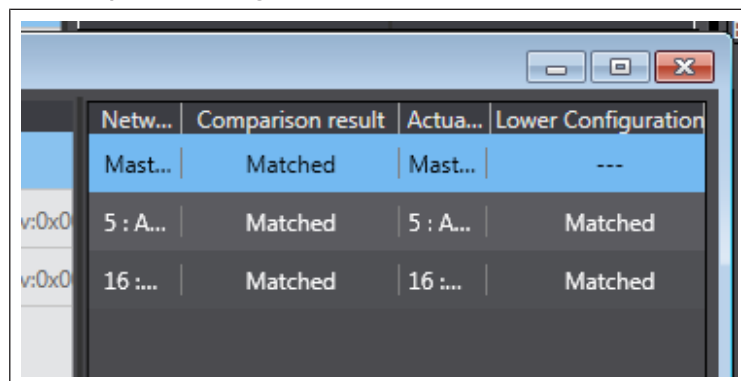 Netw... Comparison result Actua... Lower Configuration
Mast... Matched Mast... ---
v:0x0 5 : A... Matched 5 : A... Matched
v:0x0 16 :... Matched 16 :... Matched